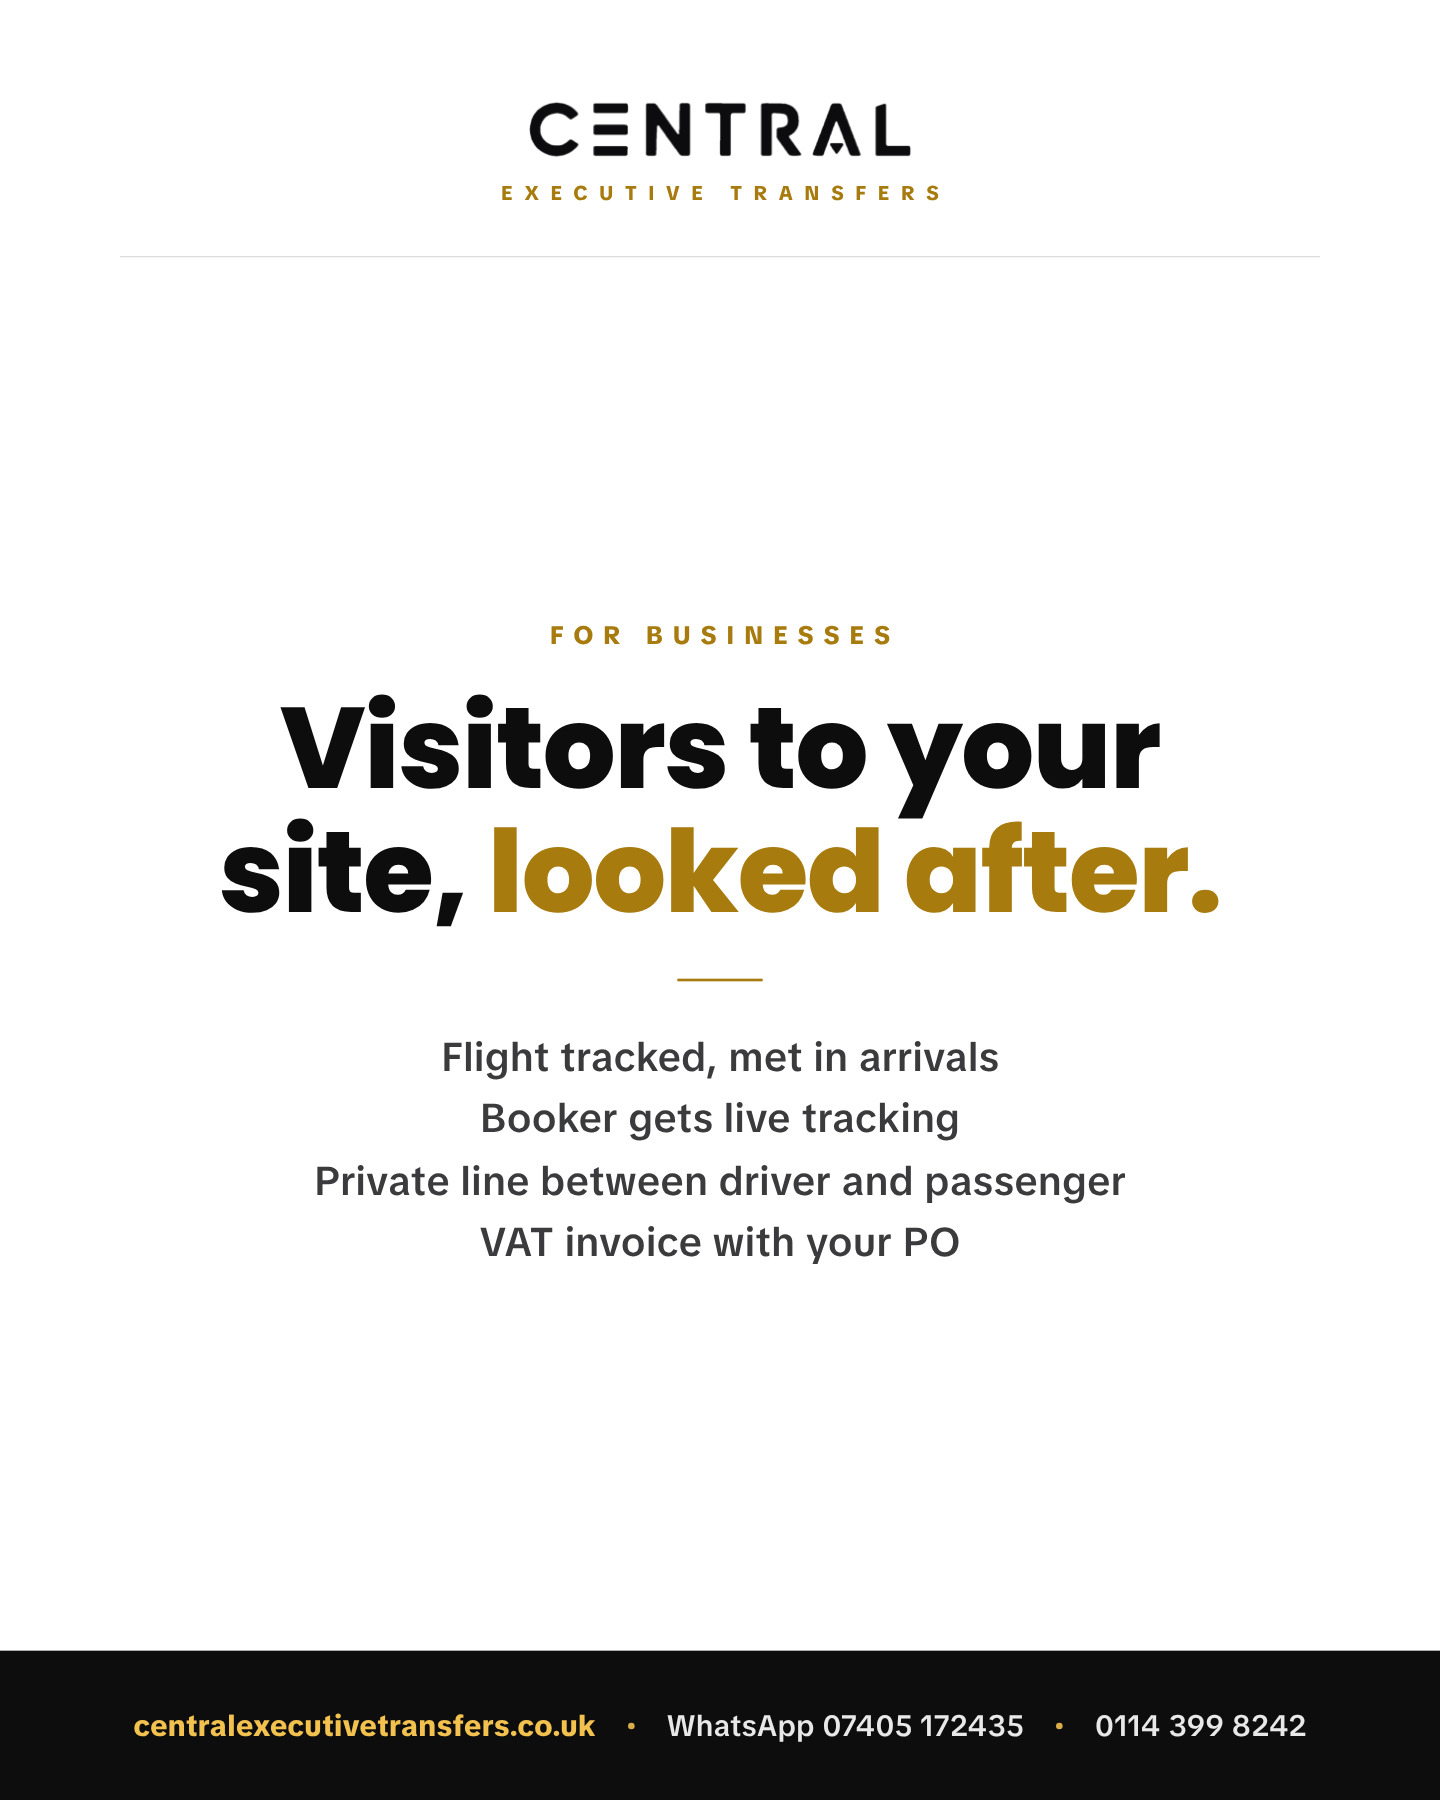 CENTRAL
EXECUTIVE TRANSFERS
FOR BUSINESSES
Visitors to your
site, looked after.
Flight tracked, met in arrivals
Booker gets live tracking
Private line between driver and passenger
VAT invoice with your PO
centralexecutivetransfers.co.uk • WhatsApp 07405 172435 • 0114 399 8242